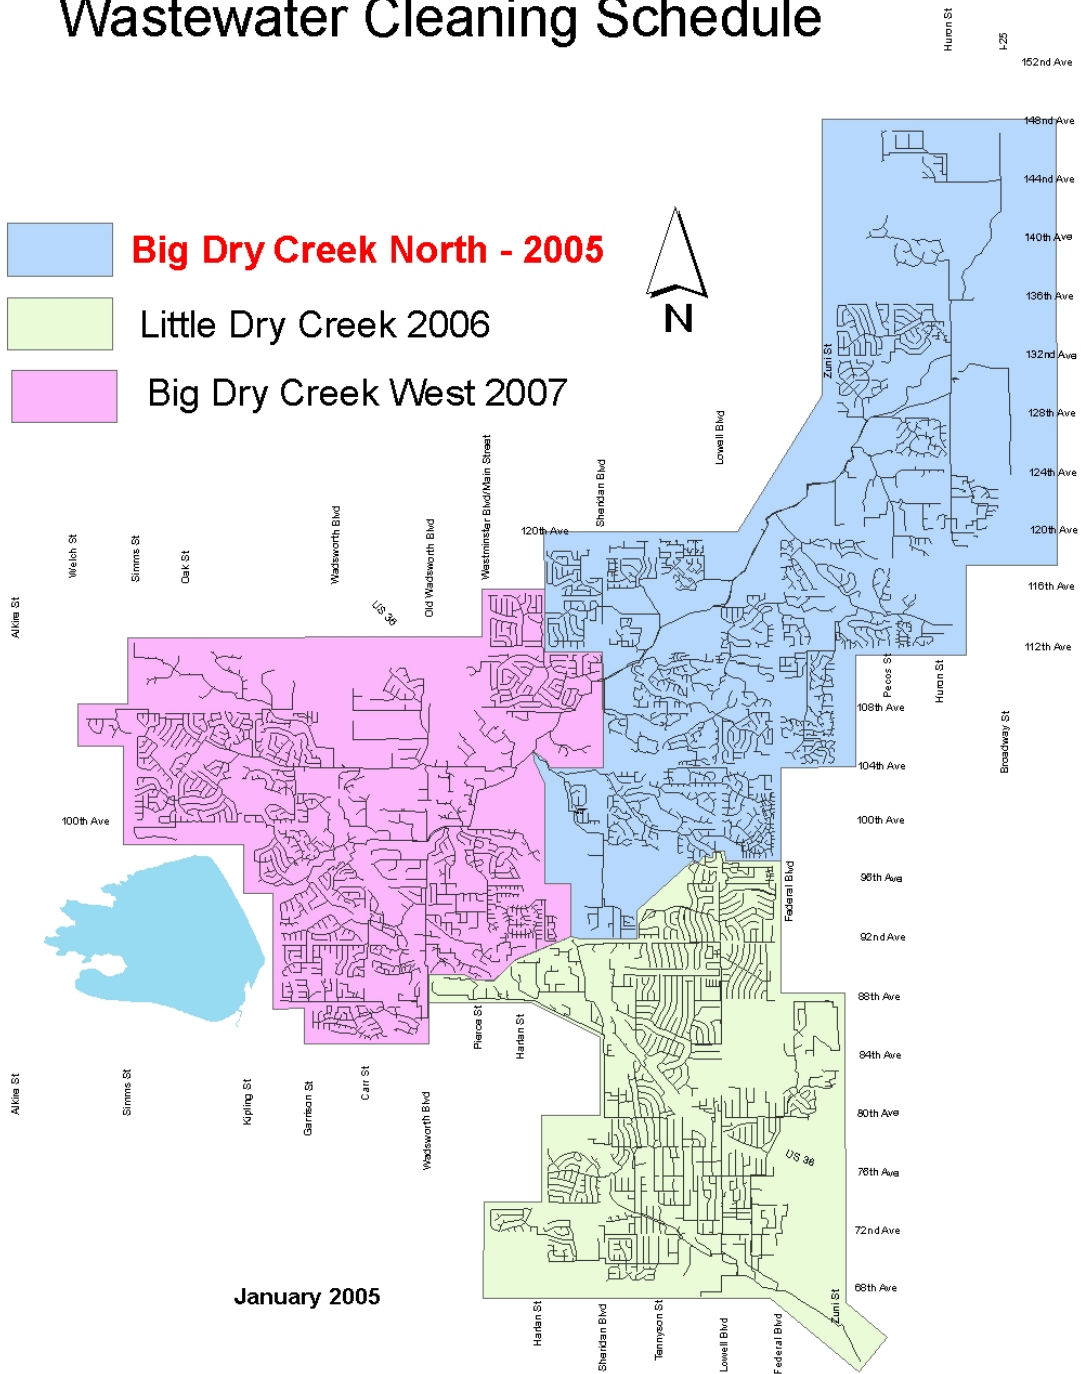 Wastewater Cleaning Schedule
Huron St
I-25
152nd Ave
148nd Ave
144nd Ave
140th Ave
136th Ave
132nd Ave
128th Ave
124th Ave
120th Ave
116th Ave
112th Ave
108th Ave
104th Ave
100th Ave
96th Ave
92nd Ave
88th Ave
84th Ave
80th Ave
76th Ave
72nd Ave
68th Ave
Big Dry Creek North - 2005
Little Dry Creek 2006
Big Dry Creek West 2007
N
Zuni St
Lowell Blvd
Sheridan Blvd
120th Ave
Westminster Blvd/Main Street
Old Wadsworth Blvd
Wadsworth Blvd
US 36
Oak St
Simms St
Welch St
Alkire St
Pecos St
Huron St
Broadway St
100th Ave
Federal Blvd
Pierce St
Harlan St
Alkire St
Simms St
Kipling St
Garrison St
Carr St
Wadsworth Blvd
US 36
January 2005
Harlan St
Sheridan Blvd
Tennyson St
Lowell Blvd
Federal Blvd
Zuni St